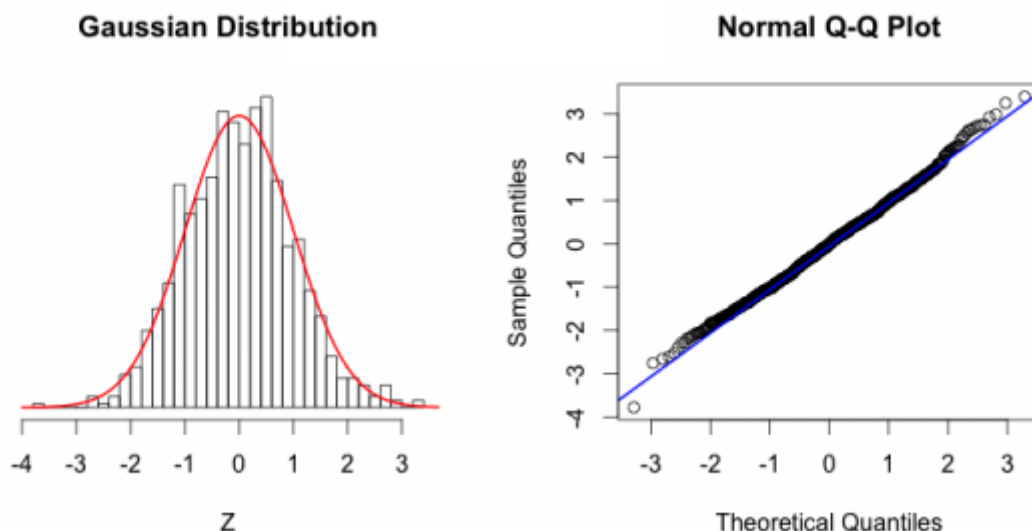 Gaussian Distribution
-4 -3 -2 -1 0 1 2 3
Z
Normal Q-Q Plot
Sample Quantiles
3
2
1
0
-1
-2
-3
-4
-3 -2 -1 0 1 2 3
Theoretical Quantiles